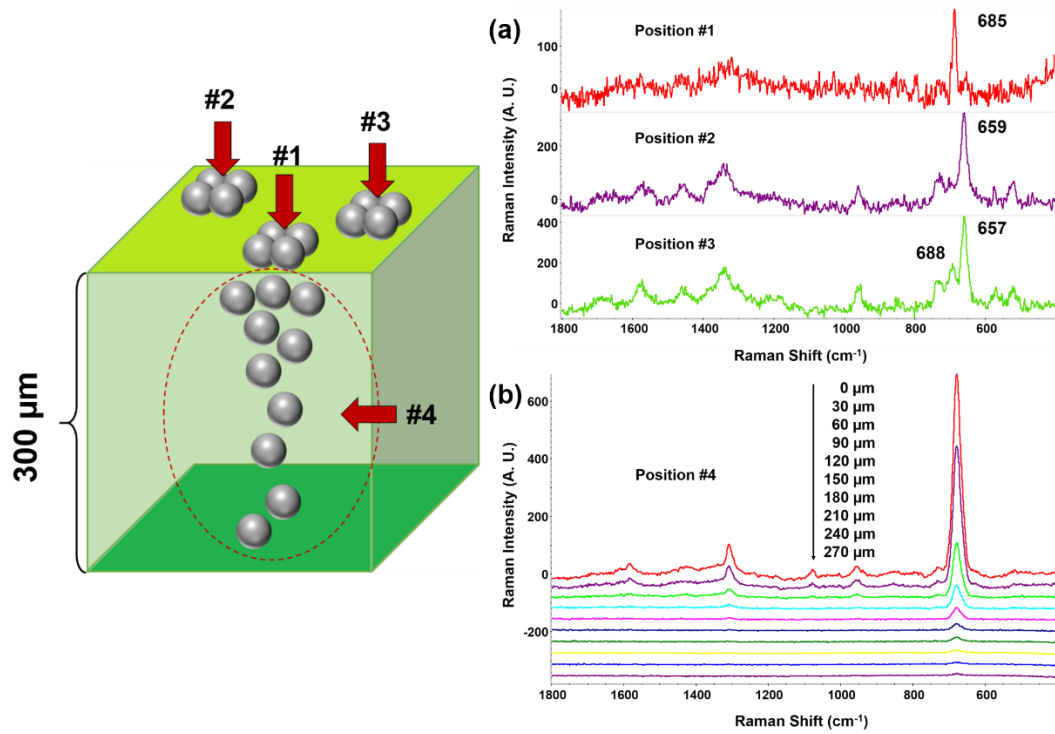 #2
#3
#1
#4
300 µm
(a)
Position #1
685
100
0
Position #2
659
200
0
Position #3
688
657
400
200
0
Raman Intensity (A. U.)
Raman Intensity (A. U.)
1800
1600
1400
1200
1000
800
600
Raman Shift (cm⁻¹)
(b)
Position #4
0 µm
30 µm
60 µm
90 µm
120 µm
150 µm
180 µm
210 µm
240 µm
270 µm
600
400
200
0
-200
Raman Intensity (A. U.)
1800
1600
1400
1200
1000
800
600
Raman Shift (cm⁻¹)